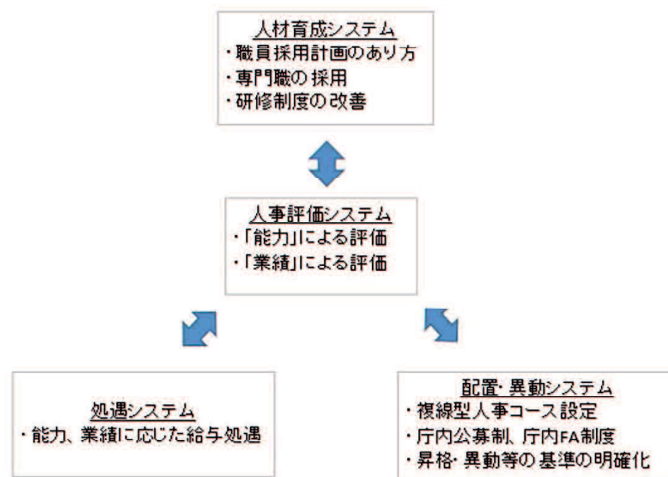 人材育成システム
・職員採用計画のあり方
・専門職の採用
・研修制度の改善
人事評価システム
・「能力」による評価
・「業績」による評価
処遇システム
・能力、業績に応じた給与処遇
配置・異動システム
・複線型人事コース設定
・庁内公募制、庁内FA制度
・昇格・異動等の基準の明確化